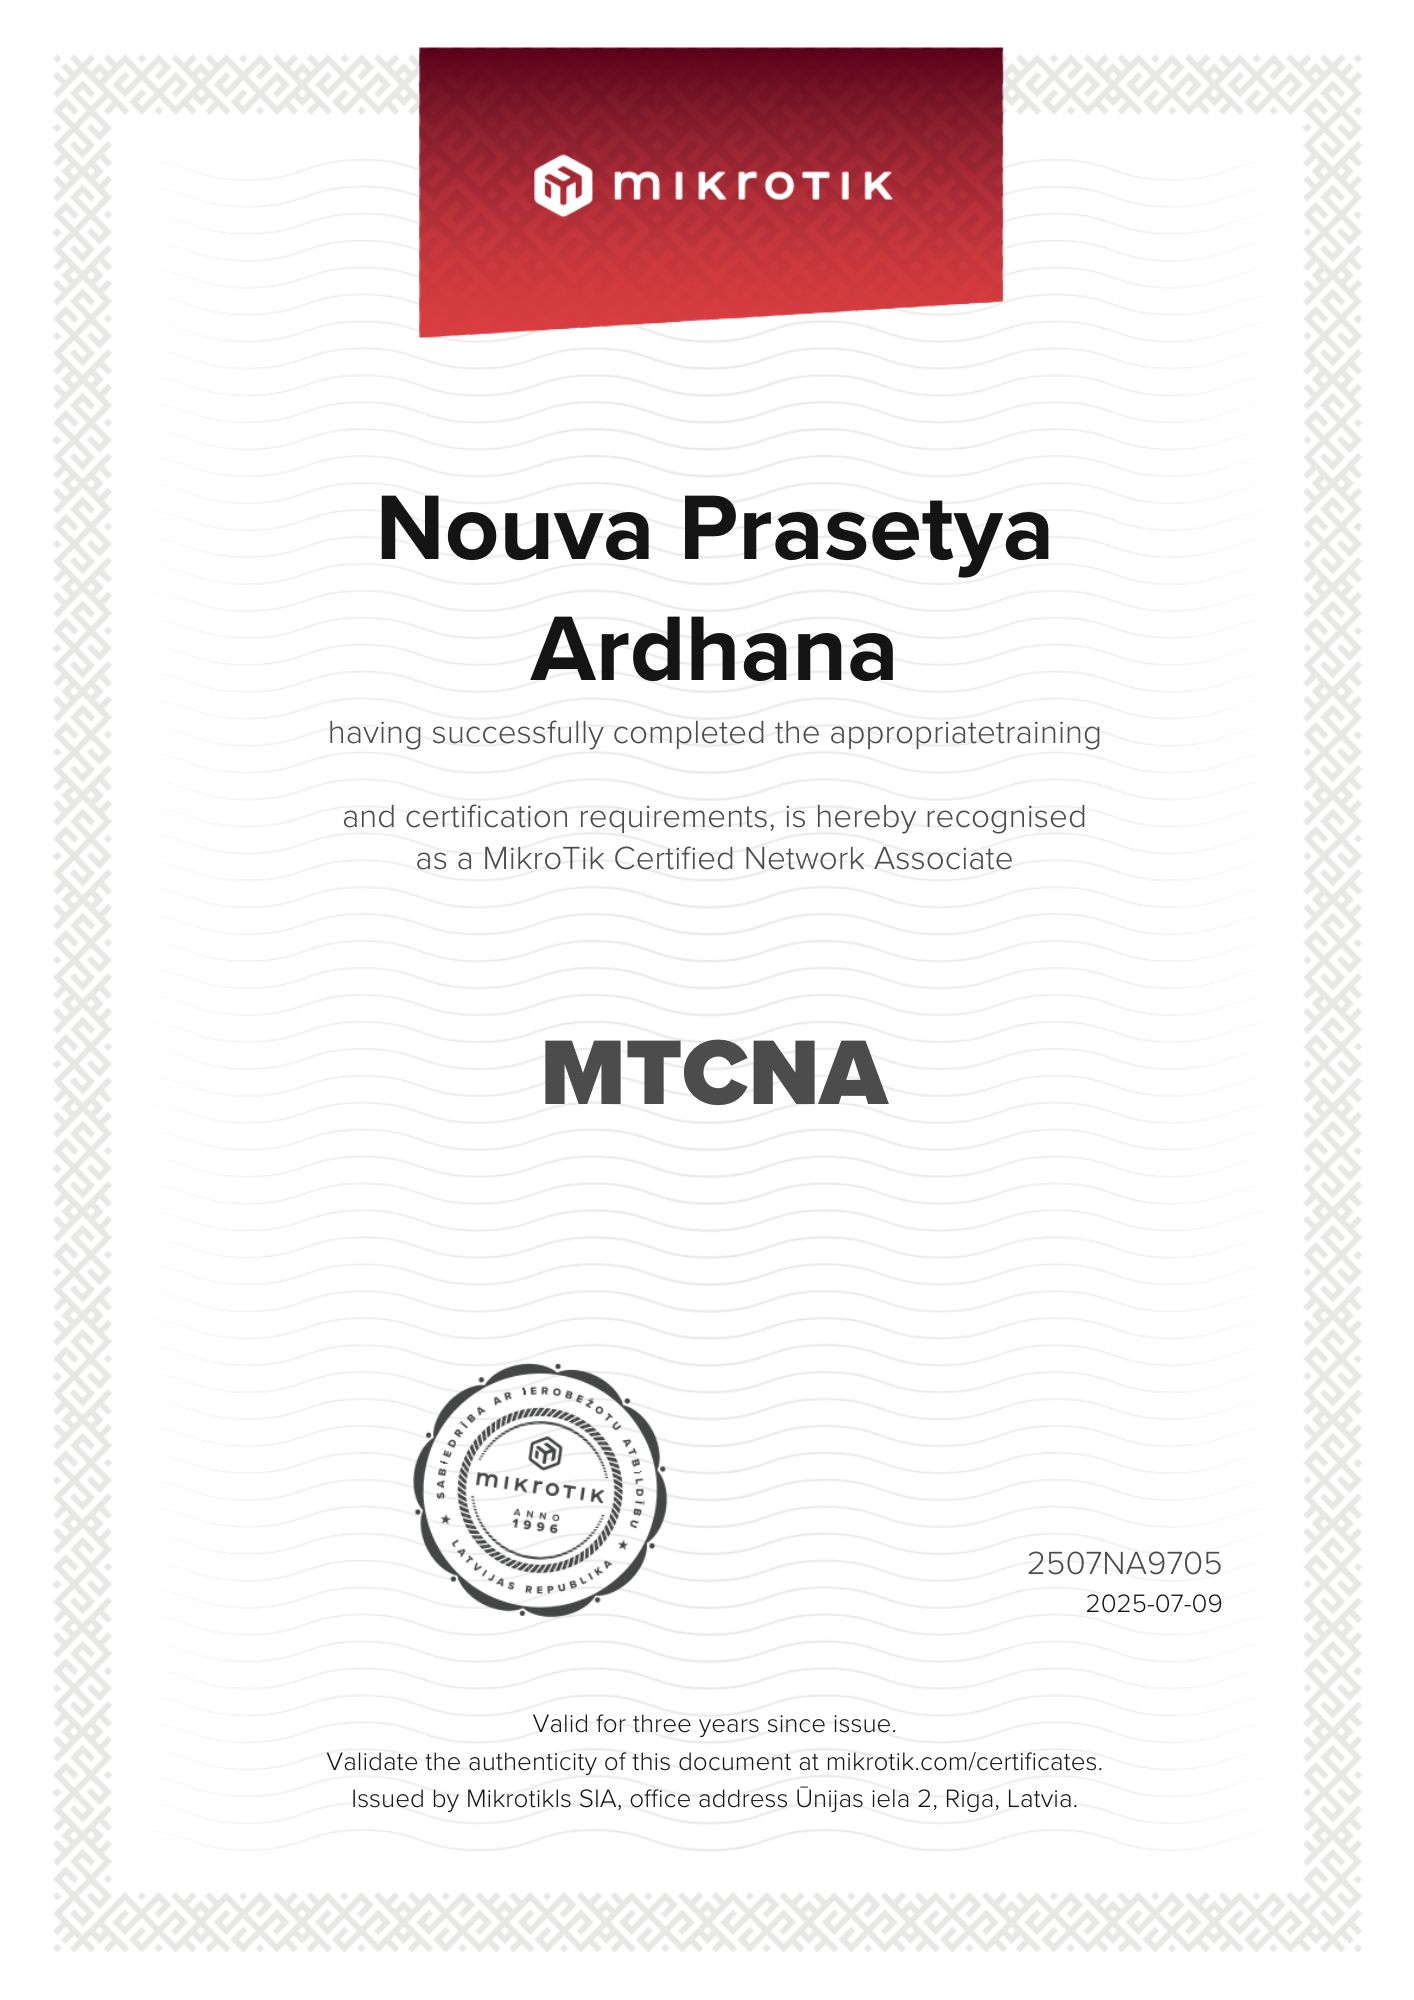 mikrotik
Nouva Prasetya
Ardhana
having successfully completed the appropriatetraining
and certification requirements, is hereby recognised
as a MikroTik Certified Network Associate
MTCNA
SABIEDRĪBA AR IEROBEŽOTU ATBILDĪBU
mikrotik
ANNO
1996
★ LATVIJAS REPUBLIKA ★
2507NA9705
2025-07-09
Valid for three years since issue.
Validate the authenticity of this document at mikrotik.com/certificates.
Issued by Mikrotikls SIA, office address Ūnijas iela 2, Riga, Latvia.